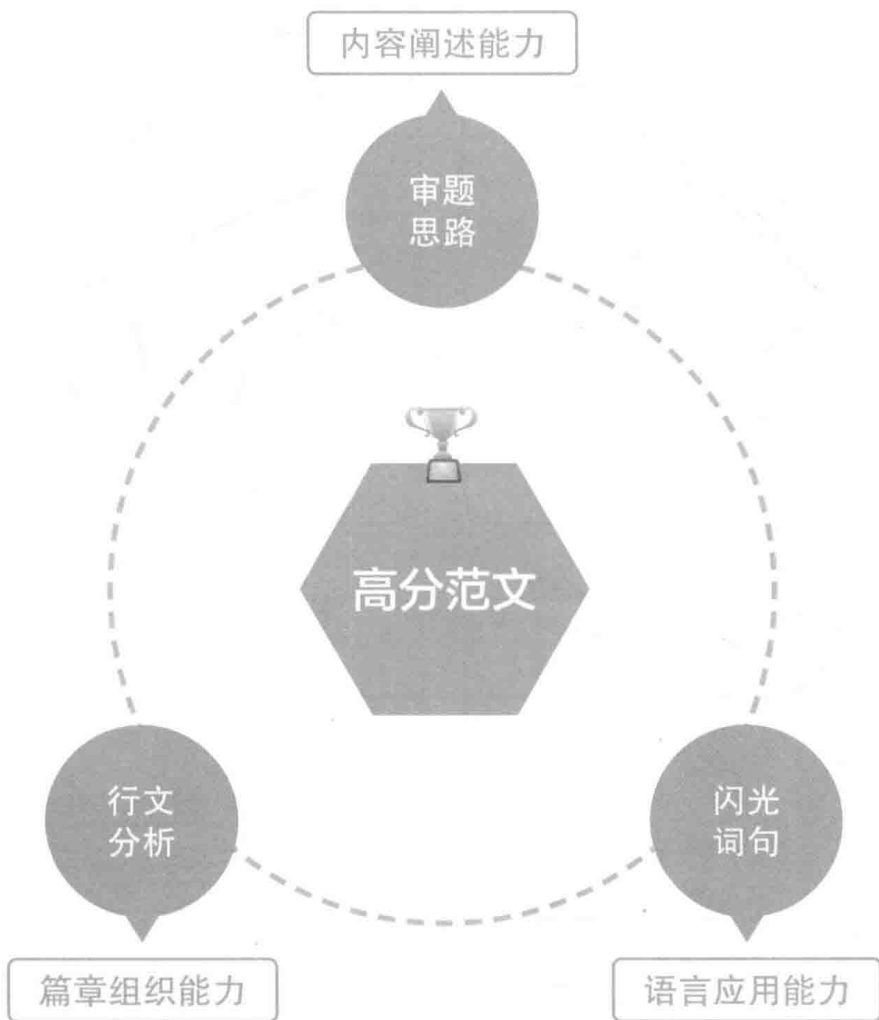 内容阐述能力
审题
思路
高分范文
行文
分析
闪光
词句
篇章组织能力
语言应用能力